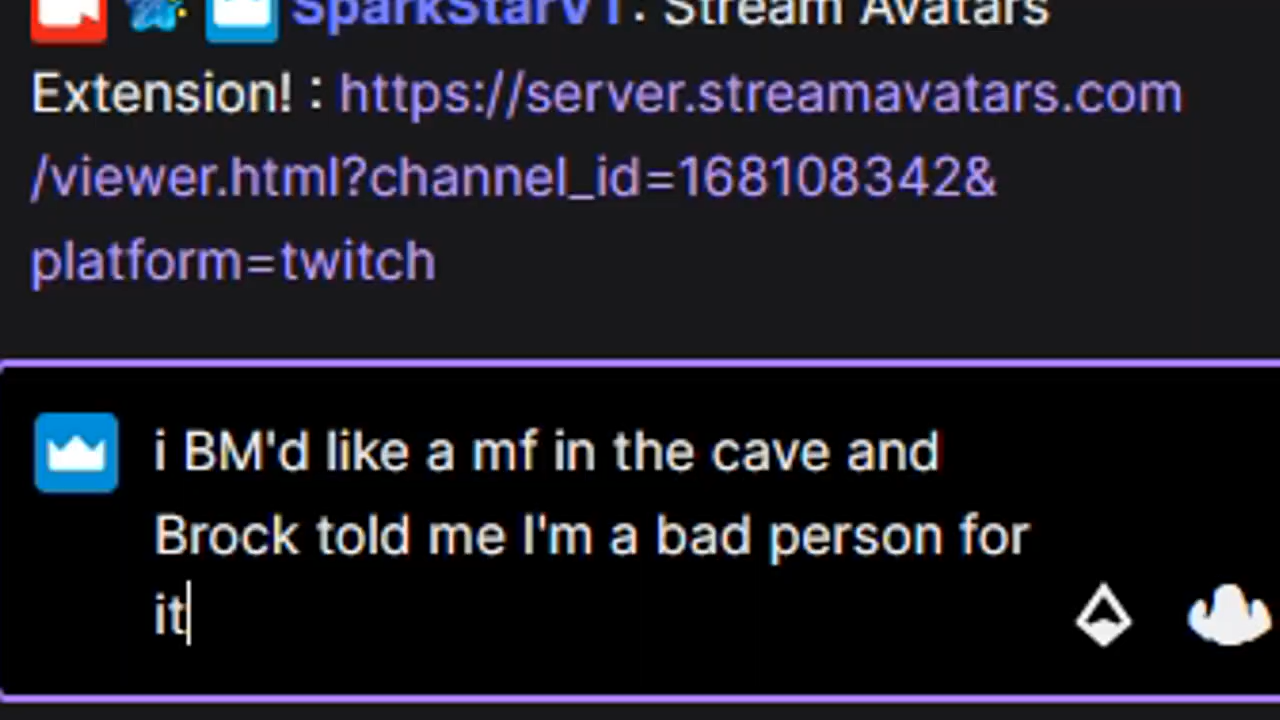 SparkStarVT: Stream Avatars
Extension! : https://server.streamavatars.com
/viewer.html?channel_id=168108342&
platform=twitch
i BM'd like a mf in the cave and
Brock told me I'm a bad person for
it